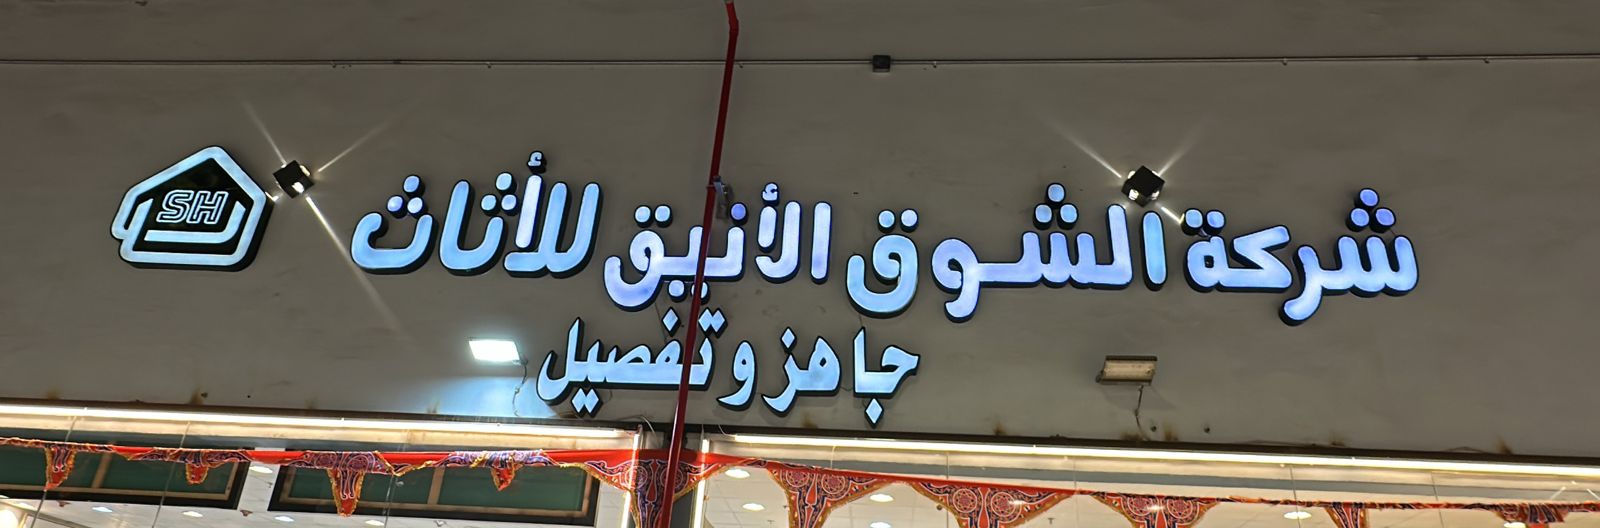 شركة الشوق الأنيق للأثاث
جاهز و تفصيل
SH